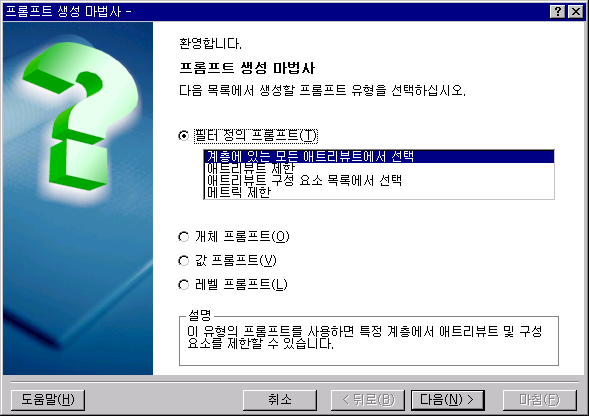 프롬프트 생성 마법사 -
환영합니다.
프롬프트 생성 마법사
다음 목록에서 생성할 프롬프트 유형을 선택하십시오.
필터 정의 프롬프트(T)
계층에 있는 모든 애트리뷰트에서 선택
애트리뷰트 제한
애트리뷰트 구성 요소 목록에서 선택
메트릭 제한
개체 프롬프트(O)
값 프롬프트(V)
레벨 프롬프트(L)
설명
이 유형의 프롬프트를 사용하면 특정 계층에서 애트리뷰트 및 구성
요소를 제한할 수 있습니다.
도움말(H) 취소 < 뒤로(B) 다음(N) > 마침(F)